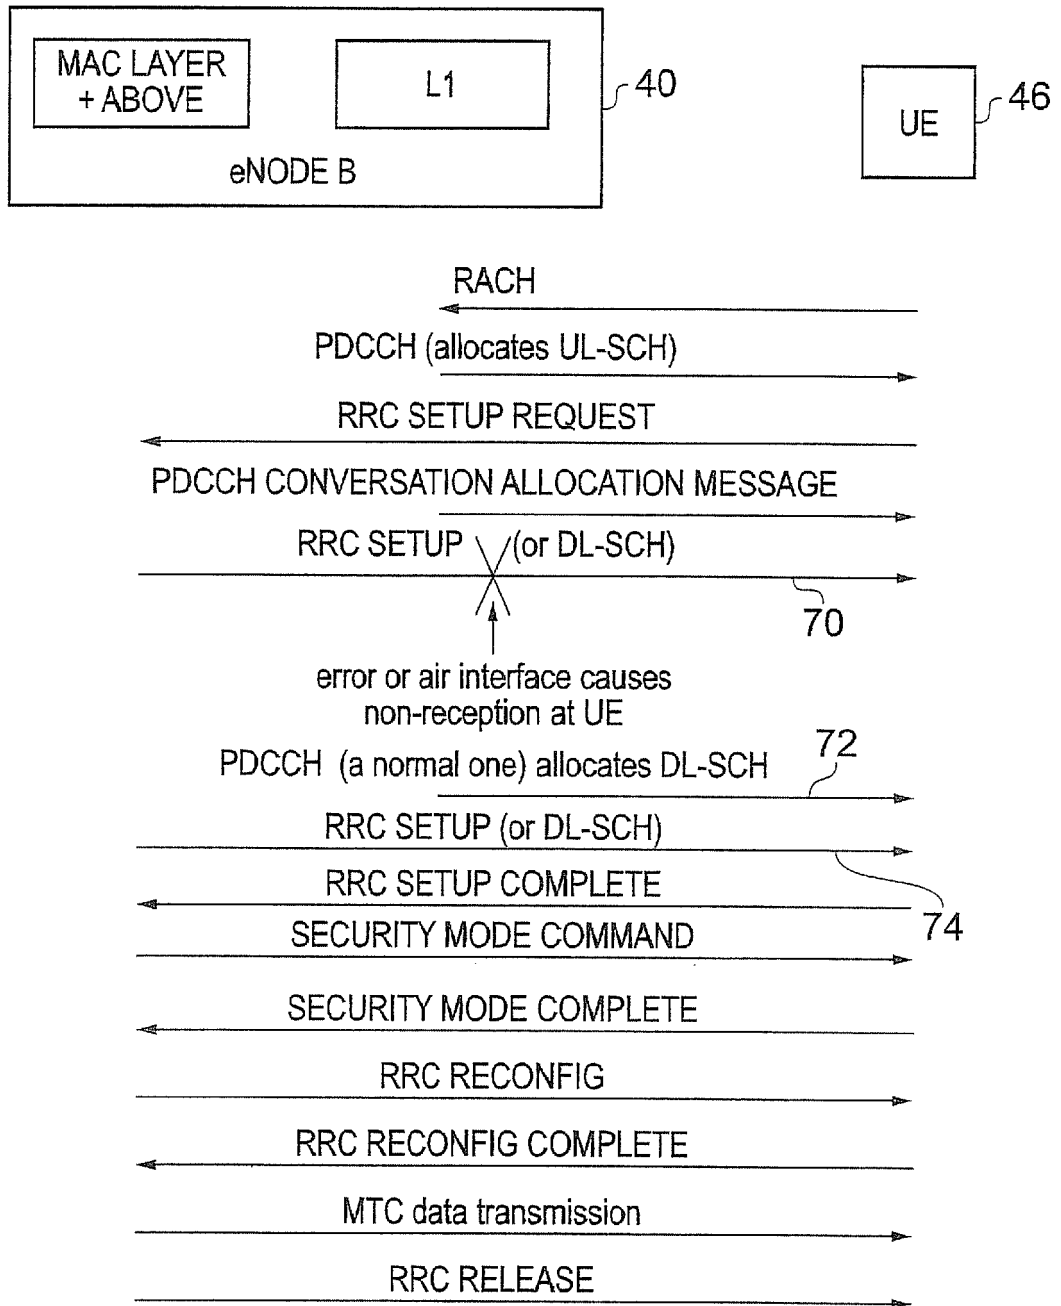 MAC LAYER
+ ABOVE
L1
eNODE B
40
UE
46
RACH
PDCCH (allocates UL-SCH)
RRC SETUP REQUEST
PDCCH CONVERSATION ALLOCATION MESSAGE
RRC SETUP (or DL-SCH)
70
error or air interface causes
non-reception at UE
72
PDCCH (a normal one) allocates DL-SCH
RRC SETUP (or DL-SCH)
RRC SETUP COMPLETE
74
SECURITY MODE COMMAND
SECURITY MODE COMPLETE
RRC RECONFIG
RRC RECONFIG COMPLETE
MTC data transmission
RRC RELEASE